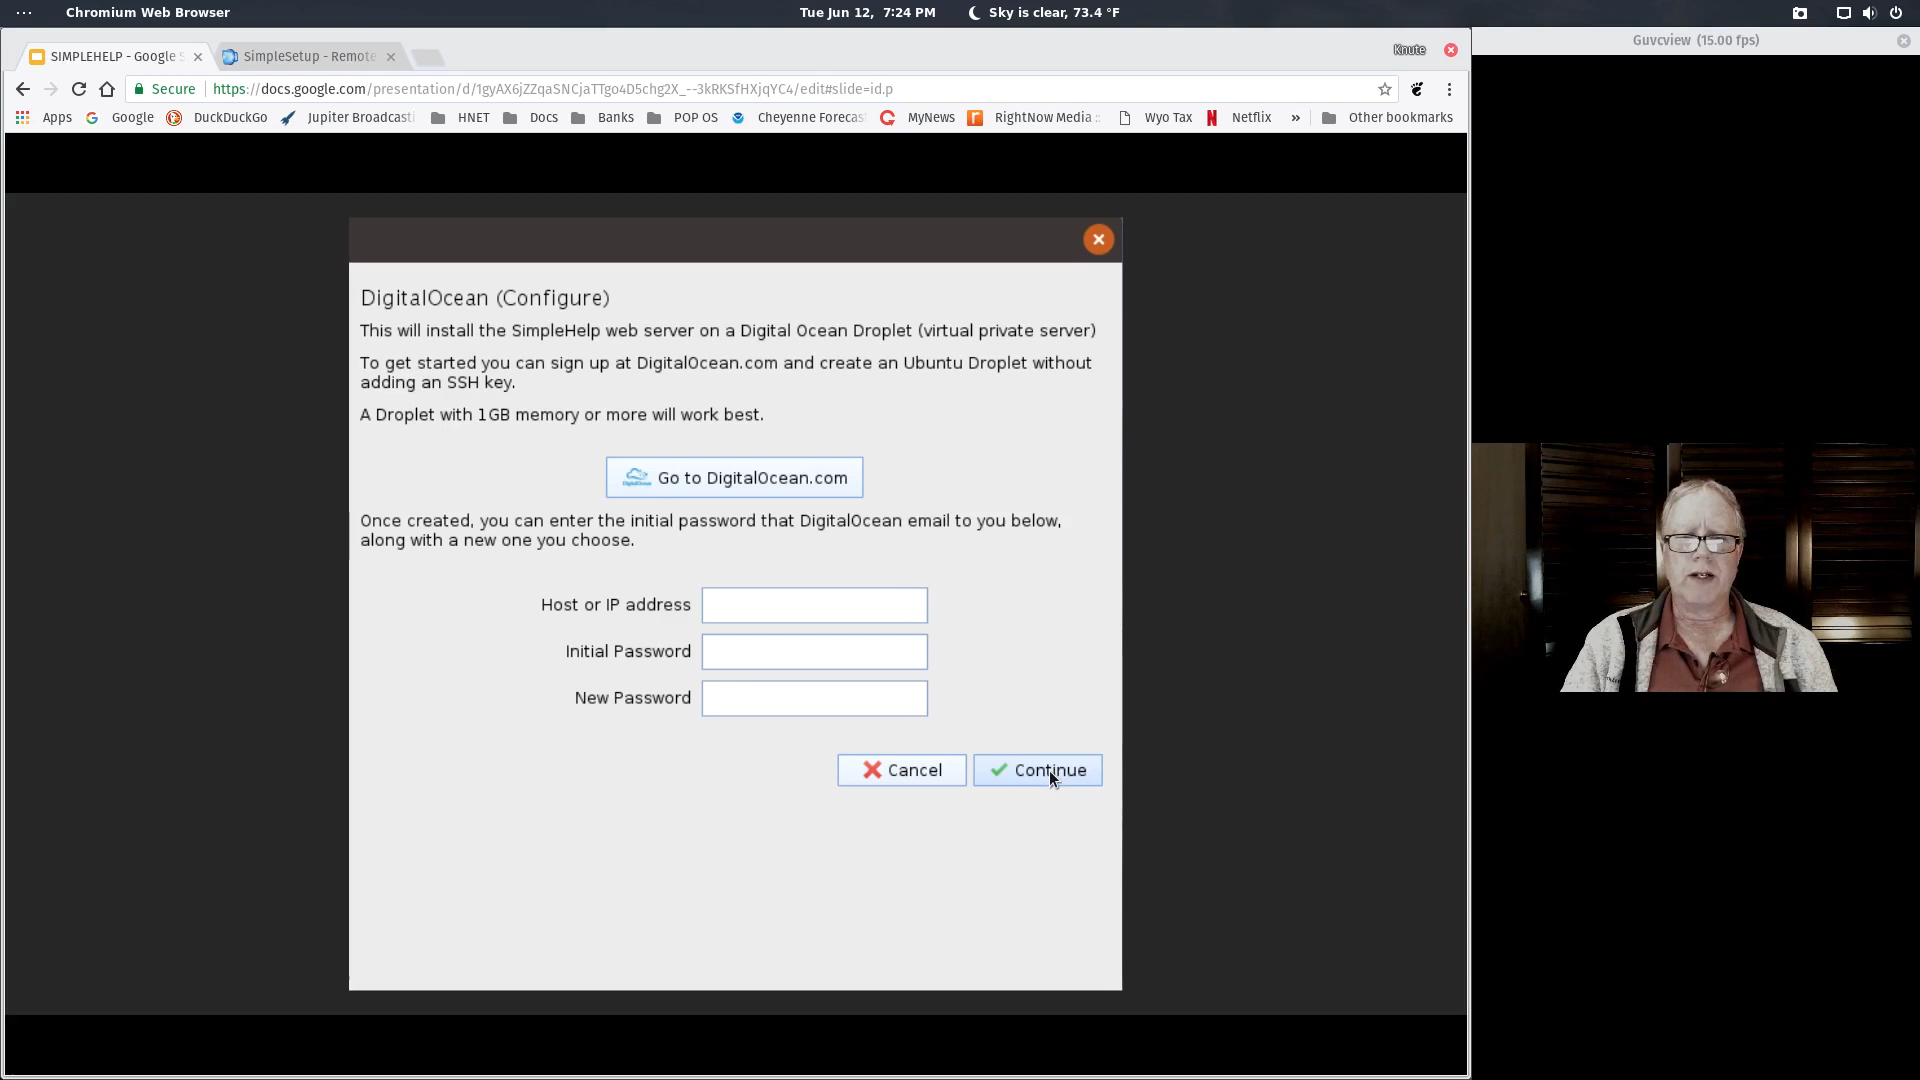 Chromium Web Browser
Tue Jun 12, 7:24 PM
Sky is clear, 73.4 °F
Guvcview (15.00 fps)
SIMPLEHELP - Google S
SimpleSetup - Remote
Knute
Secure
https://docs.google.com/presentation/d/1gyAX6jZZqaSNCjaTTgo4D5chg2X_--3kRKSfHXjqYC4/edit#slide=id.p
Apps
Google
DuckDuckGo
Jupiter Broadcasti
HNET
Docs
Banks
POP OS
Cheyenne Forecas
MyNews
RightNow Media ::
Wyo Tax
Netflix
»
Other bookmarks
DigitalOcean (Configure)
This will install the SimpleHelp web server on a Digital Ocean Droplet (virtual private server)
To get started you can sign up at DigitalOcean.com and create an Ubuntu Droplet without
adding an SSH key.
A Droplet with 1GB memory or more will work best.
Go to DigitalOcean.com
Once created, you can enter the initial password that DigitalOcean email to you below,
along with a new one you choose.
Host or IP address
Initial Password
New Password
Cancel
Continue